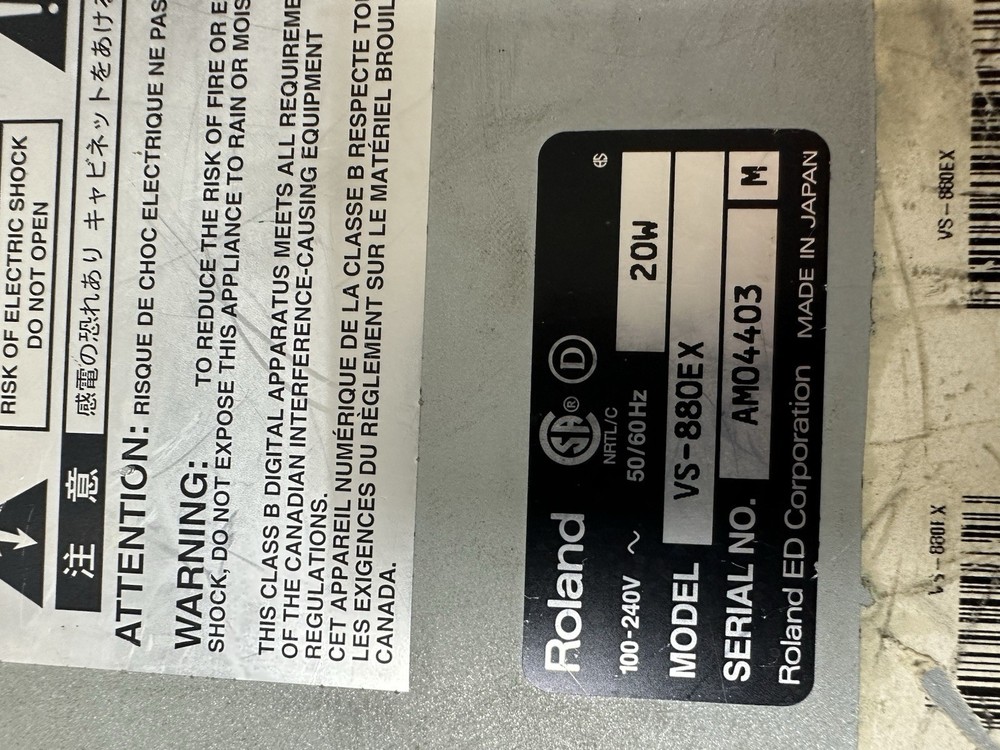 RISK OF ELECTRIC SHOCK
DO NOT OPEN
注 意
感電の恐れあり キャビネットをあけ
ATTENTION: RISQUE DE CHOC ELECTRIQUE NE PAS
WARNING: TO REDUCE THE RISK OF FIRE OR
SHOCK, DO NOT EXPOSE THIS APPLIANCE TO RAIN OR
THIS CLASS B DIGITAL APPARATUS MEETS ALL
OF THE CANADIAN INTERFERENCE-CAUSING EQUIPMENT
REGULATIONS.
CET APPAREIL NUMÉRIQUE DE LA CLASSE B RESPECTE
LES EXIGENCES DU RÈGLEMENT SUR LE MATÉRIEL
CANADA.
Roland SA® D
NRTL/C
100-240V ~ 50/60Hz 20W
MODEL VS-880EX
SERIAL NO. AM04403 M
Roland ED Corporation MADE IN JAPAN
VS-880EX
VS-880EX